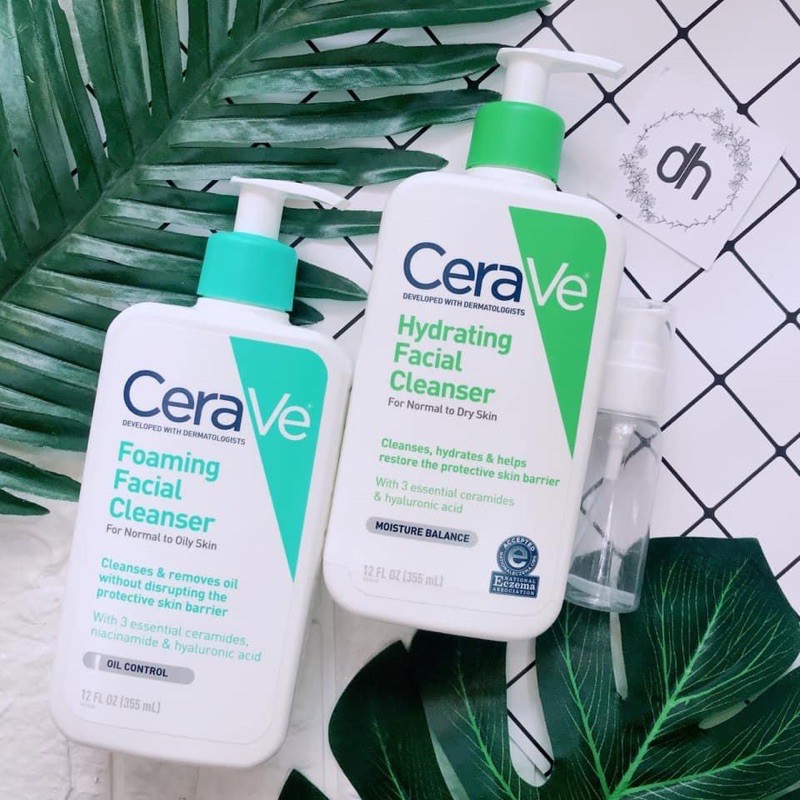 CeraVe
DEVELOPED WITH DERMATOLOGISTS
Foaming
Facial
Cleanser
For Normal to Oily Skin
Cleanses & removes oil
without disrupting the
protective skin barrier
With 3 essential ceramides,
niacinamide & hyaluronic acid
OIL CONTROL
12 FL OZ (355 mL)
CeraVe®
DEVELOPED WITH DERMATOLOGISTS
Hydrating
Facial
Cleanser
For Normal to Dry Skin
Cleanses, hydrates & helps
restore the protective skin barrier
With 3 essential ceramides
& hyaluronic acid
MOISTURE BALANCE
12 FL OZ (355 mL)
ACCEPTED
e
NATIONAL
Eczema
ASSOCIATION
dh